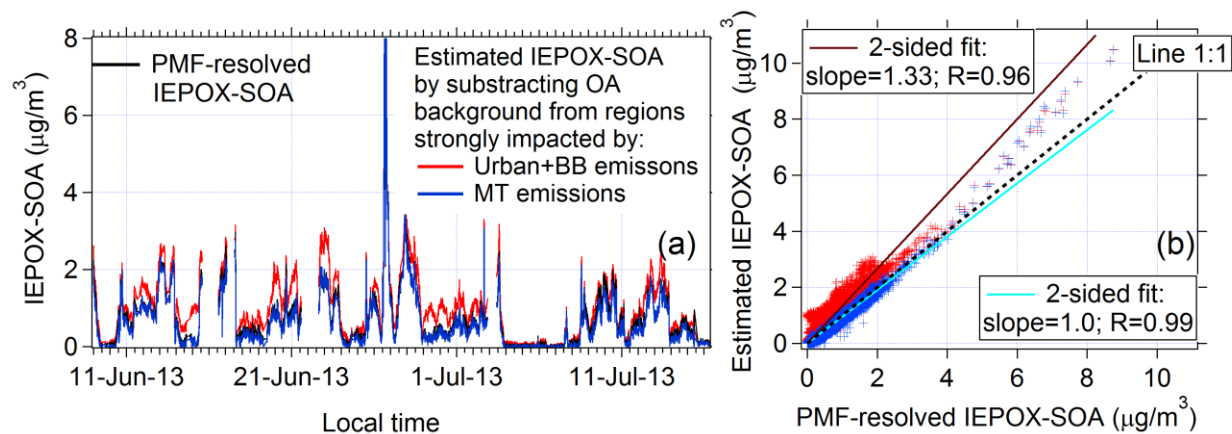 8
6
4
2
0
IEPOX-SOA (μg/m³)
PMF-resolved
IEPOX-SOA
Estimated IEPOX-SOA
by substracting OA
background from regions
strongly impacted by:
Urban+BB emissons
MT emissions
(a)
11-Jun-13 21-Jun-13 1-Jul-13 11-Jul-13
Local time
b)
Estimated IEPOX-SOA (μg/m³)
10
8
6
4
2
0
2-sided fit:
slope=1.33; R=0.96
Line 1:1
(b)
2-sided fit:
slope=1.0; R=0.99
0 2 4 6 8 10
PMF-resolved IEPOX-SOA (μg/m³)